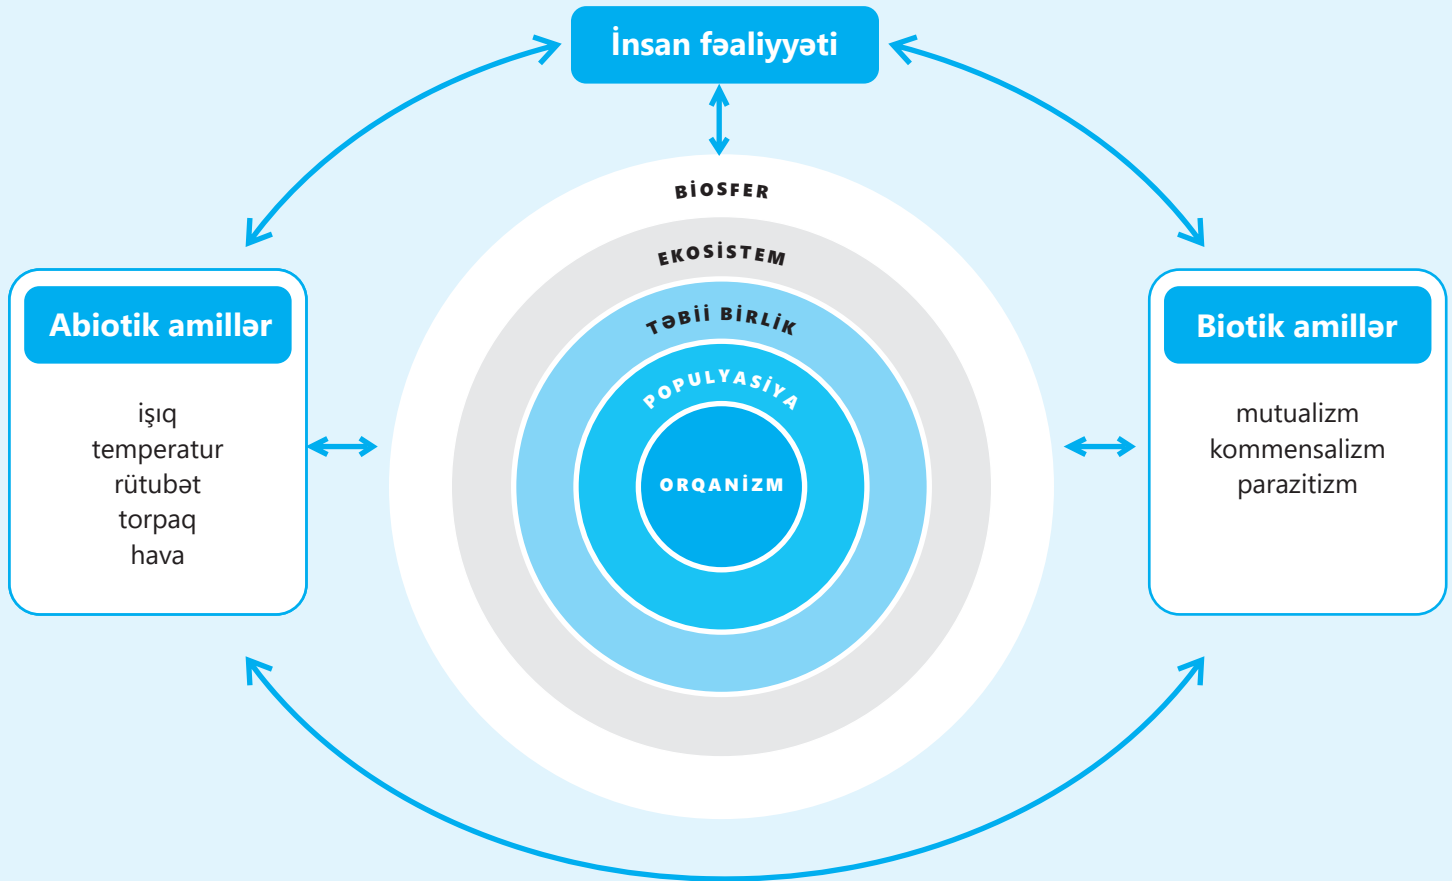 İnsan fəaliyyəti
BİOSFER
EKOSİSTEM
TƏBİİ BİRLİK
POPULYASİYA
ORQANİZM
Abiotik amillər
işıq
temperatur
rütubət
torpaq
hava
Biotik amillər
mutualizm
kommensalizm
parazitizm